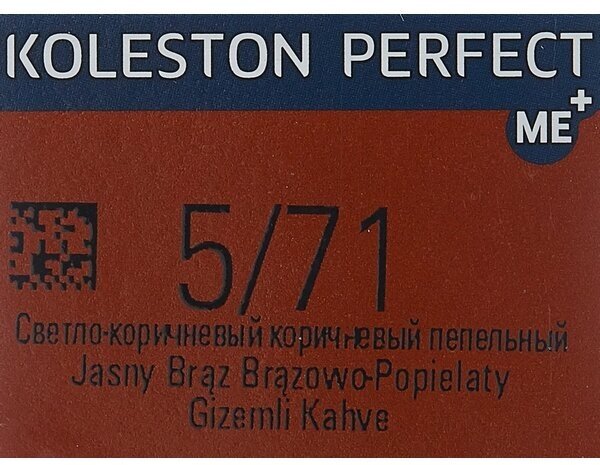 KOLESTON PERFECT
ME+
5/71
Светло-коричневый коричневый пепельный
Jasny Brąz Brązowo-Popielaty
Gizemli Kahve